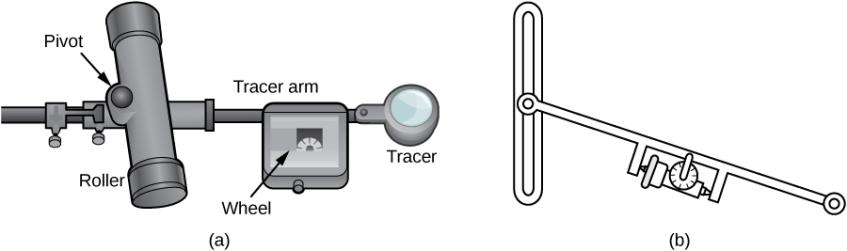 Pivot
Tracer arm
Roller
Tracer
Wheel
(a)
(b)